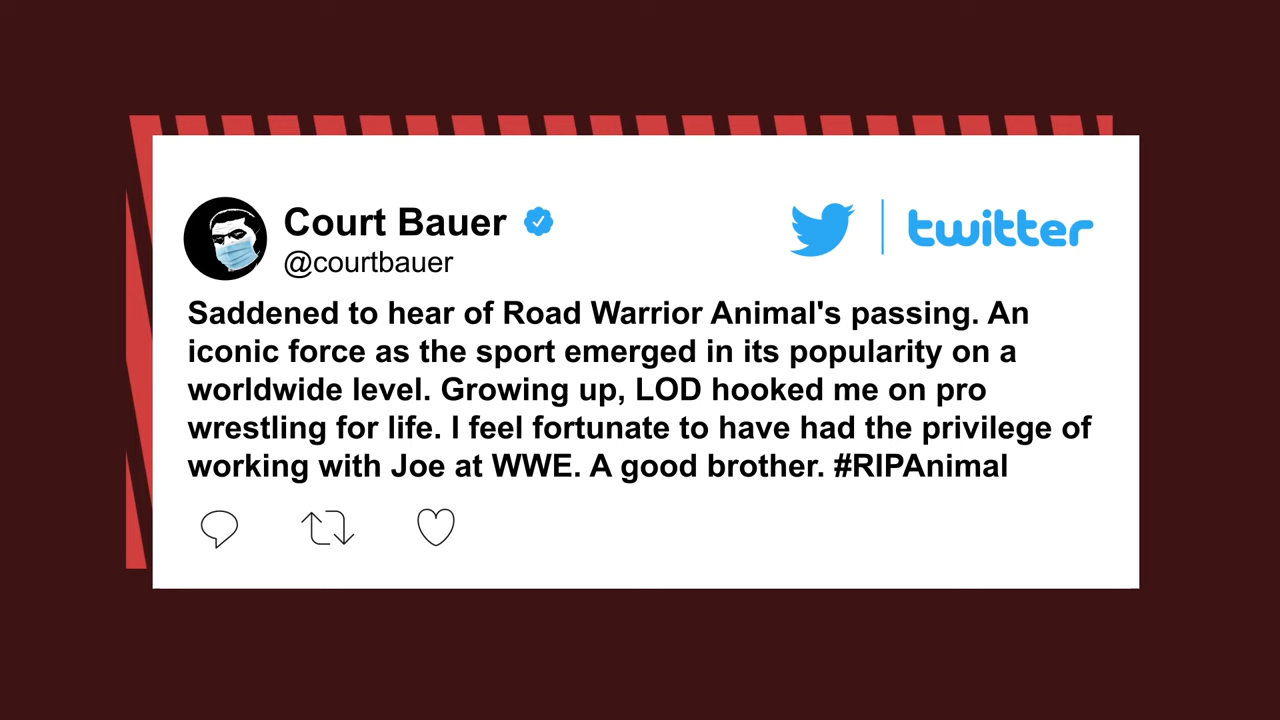 Court Bauer
twitter
@courtbauer
Saddened to hear of Road Warrior Animal's passing. An
iconic force as the sport emerged in its popularity on a
worldwide level. Growing up, LOD hooked me on pro
wrestling for life. I feel fortunate to have had the privilege of
working with Joe at WWE. A good brother. #RIPAnimal